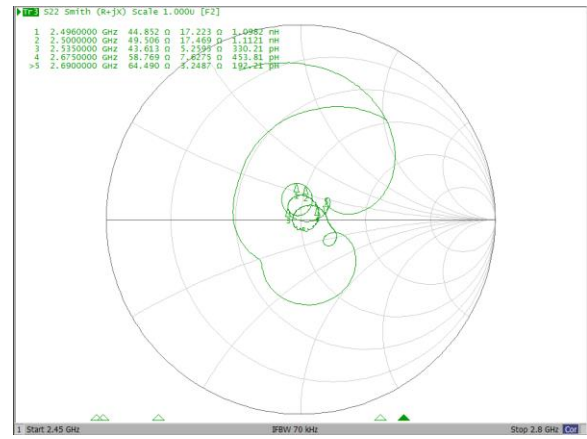 Tr3 S22 Smith (R+jX) Scale 1.000U [F2]
1 2.4960000 GHz 44.852 Ω 17.223 Ω 1.0982 nH
2 2.5000000 GHz 49.506 Ω 17.469 Ω 1.1121 nH
3 2.5350000 GHz 43.613 Ω 5.2595 Ω 330.21 pH
4 2.6750000 GHz 58.769 Ω 7.6275 Ω 453.81 pH
>5 2.6900000 GHz 64.490 Ω 3.2487 Ω 192.21 pH
1 Start 2.45 GHz IFBW 70 kHz Stop 2.8 GHz Cor